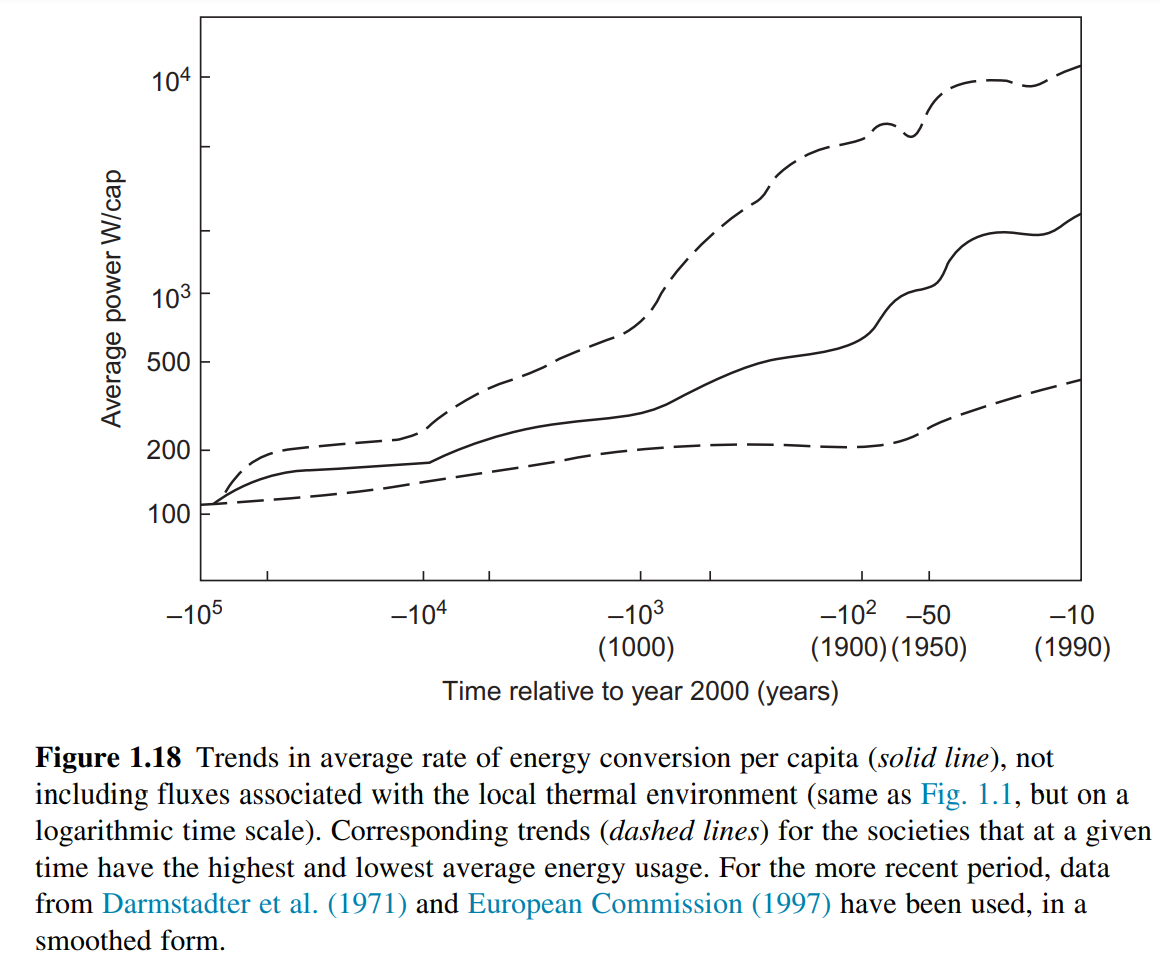 10⁴
10³
500
200
100
Average power W/cap
–10⁵ –10⁴ –10³ –10² –50 –10
(1000) (1900) (1950) (1990)
Time relative to year 2000 (years)
Figure 1.18 Trends in average rate of energy conversion per capita (solid line), not
including fluxes associated with the local thermal environment (same as Fig. 1.1, but on a
logarithmic time scale). Corresponding trends (dashed lines) for the societies that at a given
time have the highest and lowest average energy usage. For the more recent period, data
from Darmstadter et al. (1971) and European Commission (1997) have been used, in a
smoothed form.